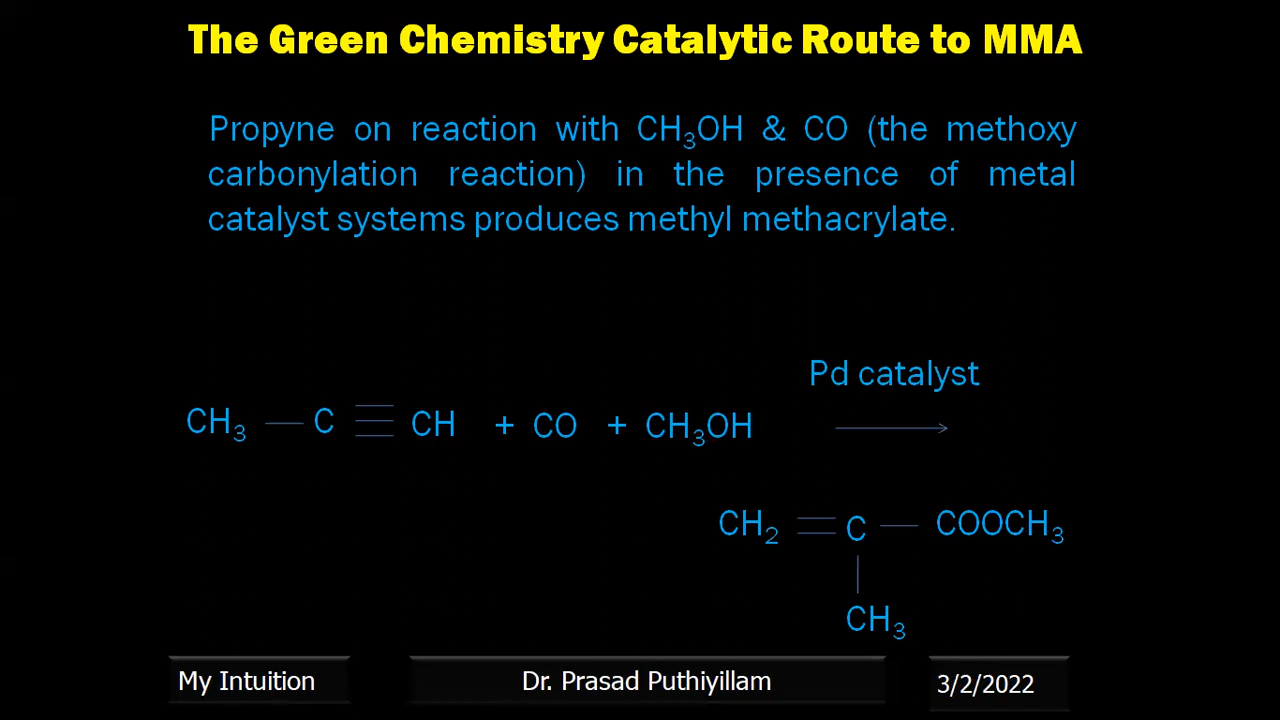 The Green Chemistry Catalytic Route to MMA
Propyne on reaction with CH₃OH & CO (the methoxy
carbonylation reaction) in the presence of metal
catalyst systems produces methyl methacrylate.
Pd catalyst
CH₃ — C ≡ CH + CO + CH₃OH →
CH₂ = C — COOCH₃
|
CH₃
My Intuition
Dr. Prasad Puthiyillam
3/2/2022